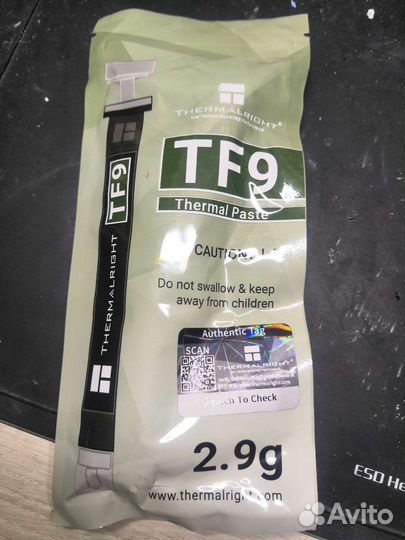 THERMALRIGHT
TF9
Thermal Paste
THERMALRIGHT TF9
CAUTION
Do not swallow & keep
away from children
Authentic Tag
SCAN
THERMALRIGHT
Scratch To Check
2.9g
www.thermalright.com
ESD He
Avito